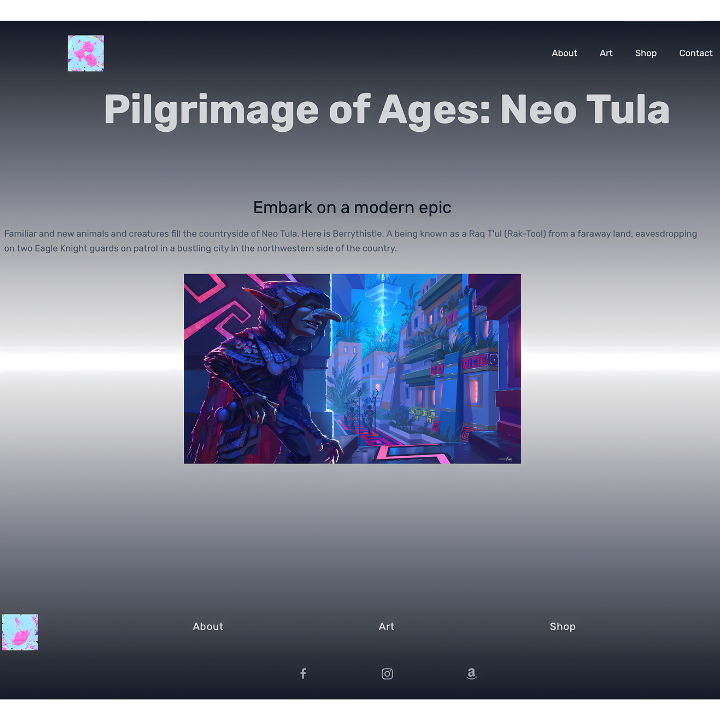 About Art Shop Contact
Pilgrimage of Ages: Neo Tula
Embark on a modern epic
Familiar and new animals and creatures fill the countryside of Neo Tula. Here is Berrythistle. A being known as a Raq T'ul (Rak-Tool) from a faraway land, eavesdropping
on two Eagle Knight guards on patrol in a bustling city in the northwestern side of the country.
About Art Shop